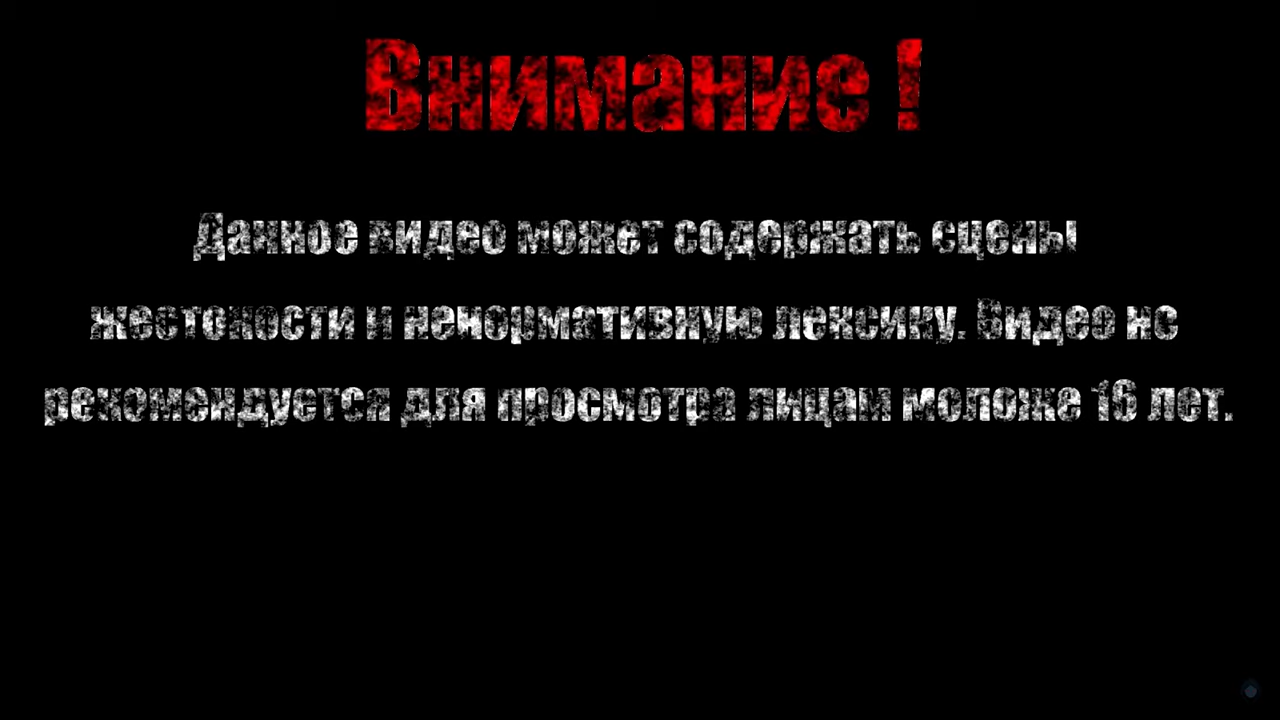 Внимание !
Данное видео может содержать сцены
жестокости и ненормативную лексику. Видео не
рекомендуется для просмотра лицам моложе 16 лет.